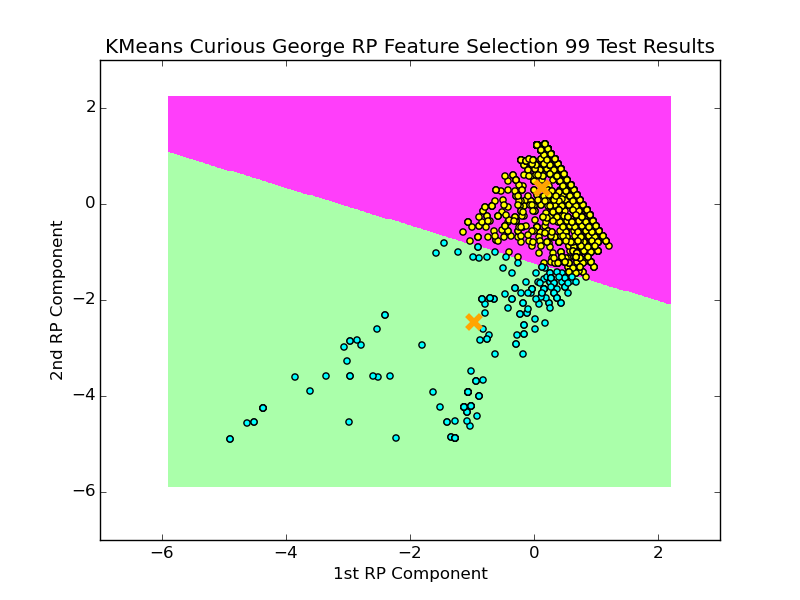 KMeans Curious George RP Feature Selection 99 Test Results
2
0
−2
−4
−6
2nd RP Component
−6 −4 −2 0 2
1st RP Component